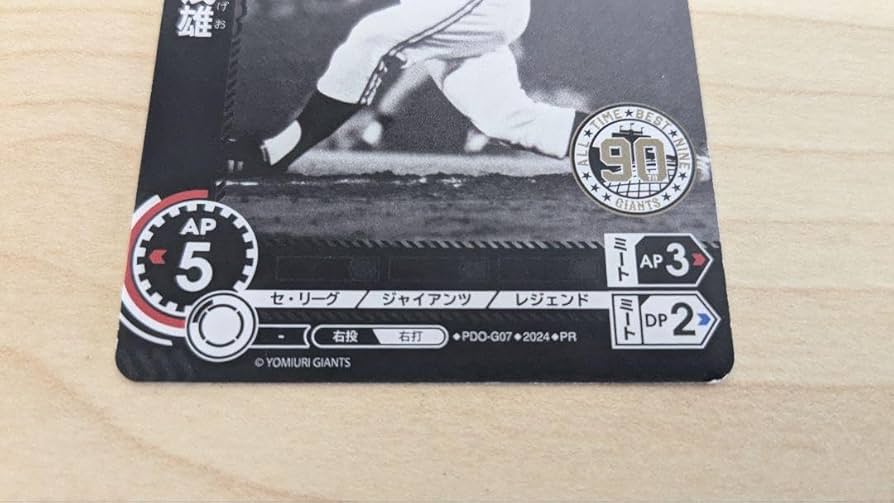 雄
げお
ALL TIME BEST NINE
90
TH
GIANTS
AP
5
ミート
AP 3
セ・リーグ / ジャイアンツ / レジェンド
ミート
DP 2
-
右投 右打
◆PDO-G07◆2024◆PR
© YOMIURI GIANTS